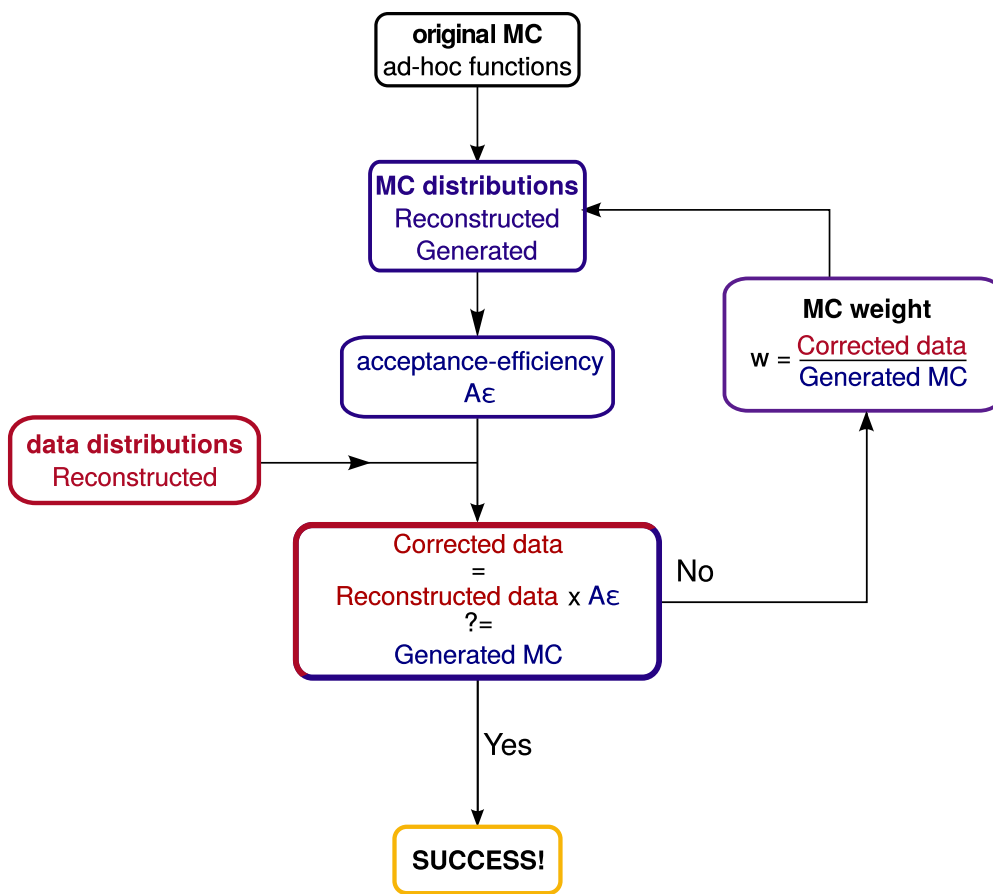 original MC
ad-hoc functions
MC distributions
Reconstructed
Generated
MC weight
w = Corrected data
Generated MC
acceptance-efficiency
Aε
data distributions
Reconstructed
Corrected data
=
Reconstructed data x Aε
?=
Generated MC
No
Yes
SUCCESS!